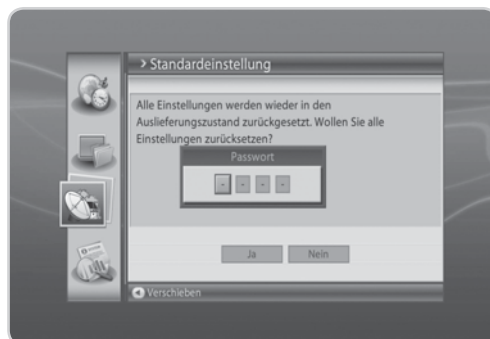 > Standardeinstellung
Alle Einstellungen werden wieder in den
Auslieferungszustand zurückgesetzt. Wollen Sie alle
Einstellungen zurücksetzen?
Passwort
- - - -
Ja Nein
Verschieben